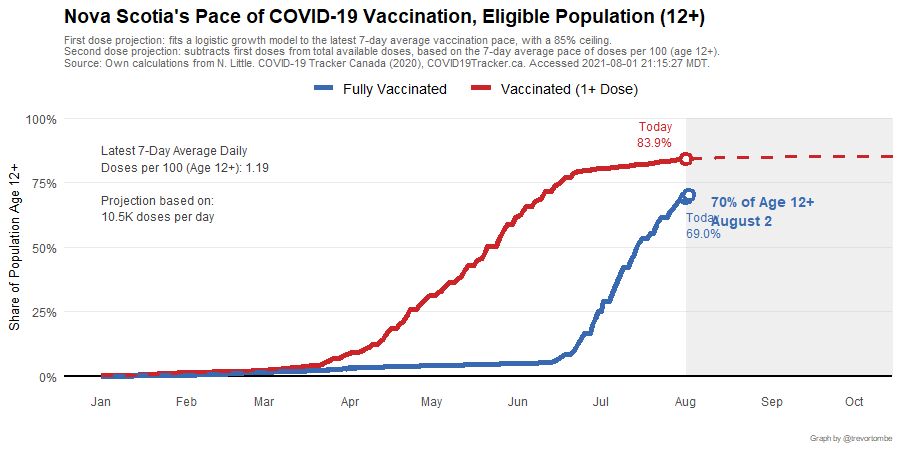 Nova Scotia's Pace of COVID-19 Vaccination, Eligible Population (12+)
First dose projection: fits a logistic growth model to the latest 7-day average vaccination pace, with a 85% ceiling.
Second dose projection: subtracts first doses from total available doses, based on the 7-day average pace of doses per 100 (age 12+).
Source: Own calculations from N. Little. COVID-19 Tracker Canada (2020), COVID19Tracker.ca. Accessed 2021-08-01 21:15:27 MDT.
Fully Vaccinated
Vaccinated (1+ Dose)
Share of Population Age 12+
100%
75%
50%
25%
0%
Latest 7-Day Average Daily
Doses per 100 (Age 12+): 1.19
Projection based on:
10.5K doses per day
Today
83.9%
70% of Age 12+
August 2
Today
69.0%
Jan
Feb
Mar
Apr
May
Jun
Jul
Aug
Sep
Oct
Graph by @trevortombe